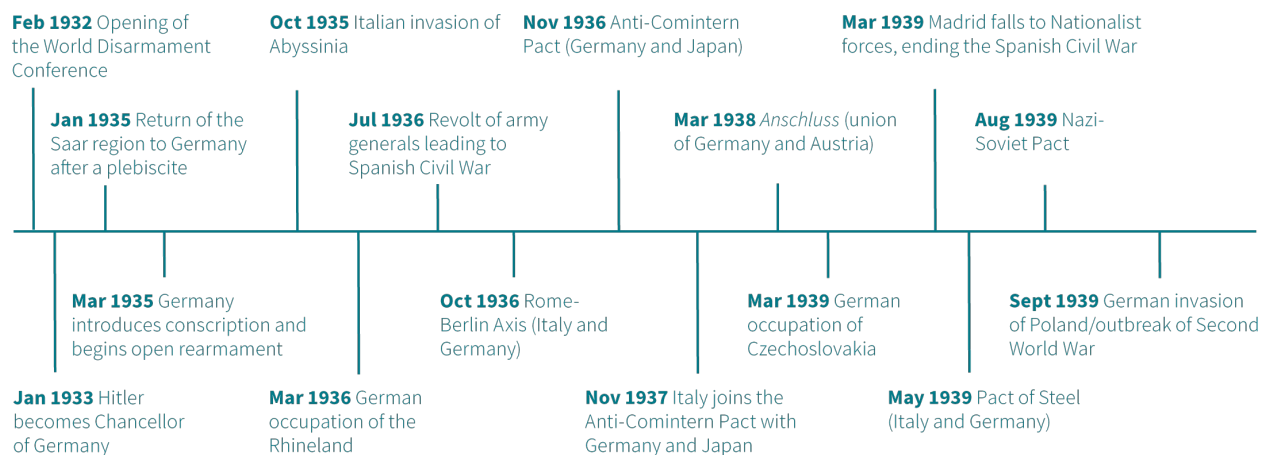 Feb 1932 Opening of
the World Disarmament
Conference
Oct 1935 Italian invasion of
Abyssinia
Nov 1936 Anti-Comintern
Pact (Germany and Japan)
Mar 1939 Madrid falls to Nationalist
forces, ending the Spanish Civil War
Jan 1935 Return of the
Saar region to Germany
after a plebiscite
Jul 1936 Revolt of army
generals leading to
Spanish Civil War
Mar 1938 Anschluss (union
of Germany and Austria)
Aug 1939 Nazi-
Soviet Pact
Mar 1935 Germany
introduces conscription and
begins open rearmament
Oct 1936 Rome-
Berlin Axis (Italy and
Germany)
Mar 1939 German
occupation of
Czechoslovakia
Sept 1939 German invasion
of Poland/outbreak of Second
World War
Jan 1933 Hitler
becomes Chancellor
of Germany
Mar 1936 German
occupation of the
Rhineland
Nov 1937 Italy joins the
Anti-Comintern Pact with
Germany and Japan
May 1939 Pact of Steel
(Italy and Germany)